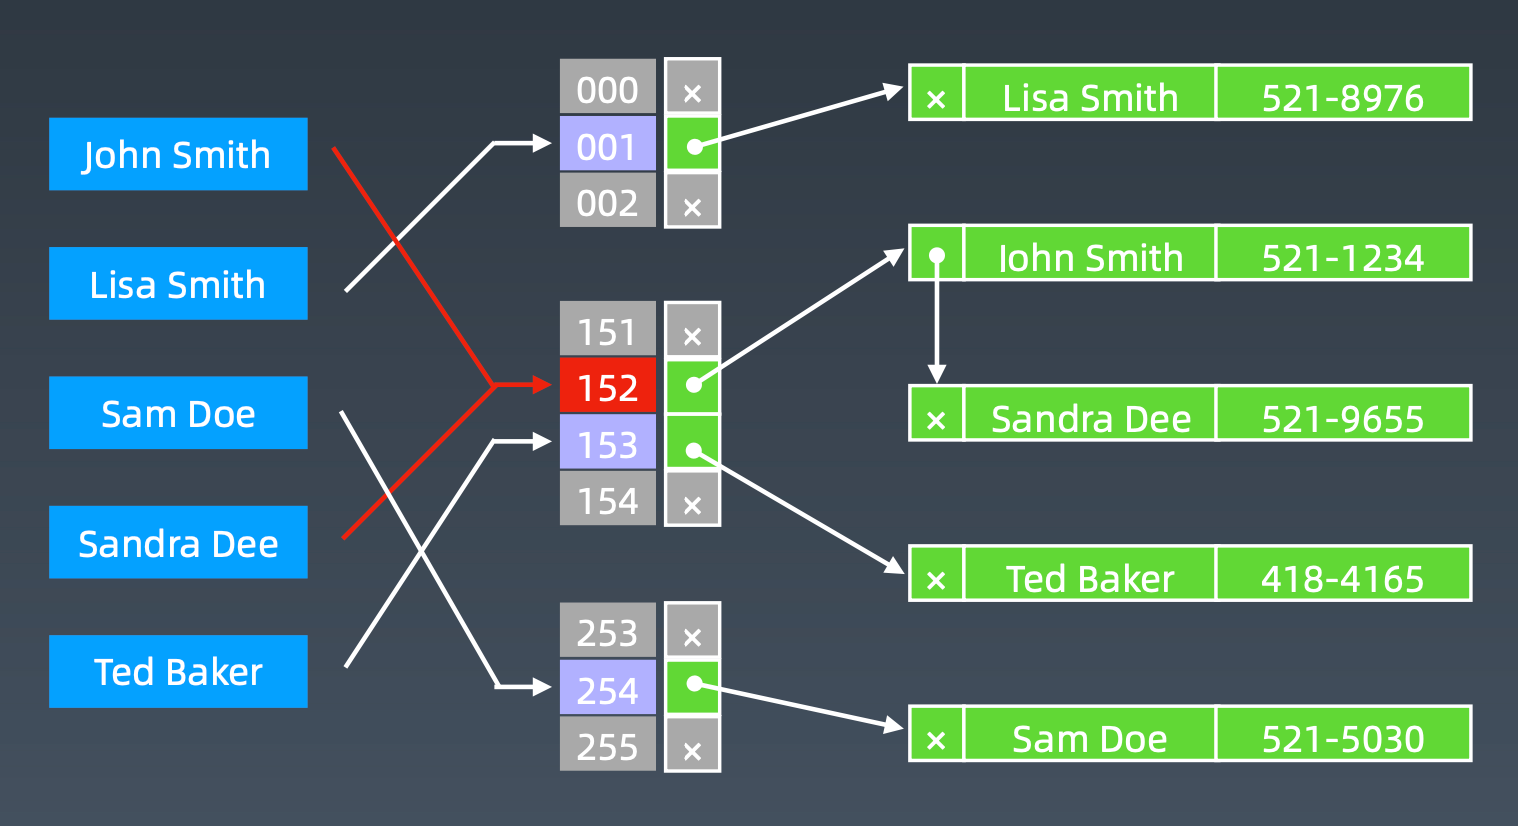 John Smith
Lisa Smith
Sam Doe
Sandra Dee
Ted Baker
000 ×
001
002 ×
151 ×
152
153
154 ×
253 ×
254
255 ×
× Lisa Smith 521-8976
John Smith 521-1234
× Sandra Dee 521-9655
× Ted Baker 418-4165
× Sam Doe 521-5030